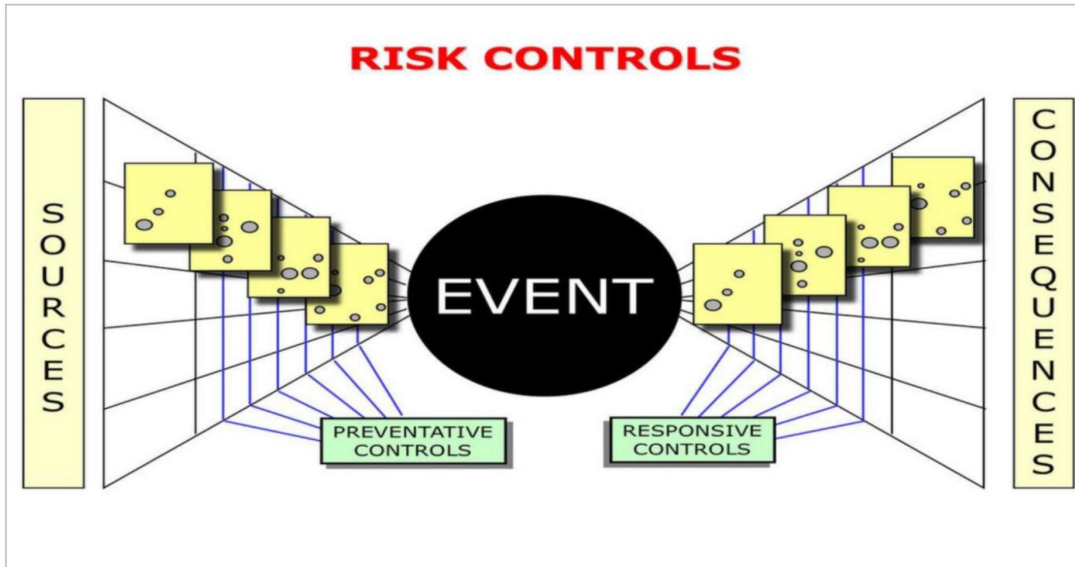 RISK CONTROLS
SOURCES
EVENT
PREVENTATIVE
CONTROLS
RESPONSIVE
CONTROLS
CONSEQUENCES